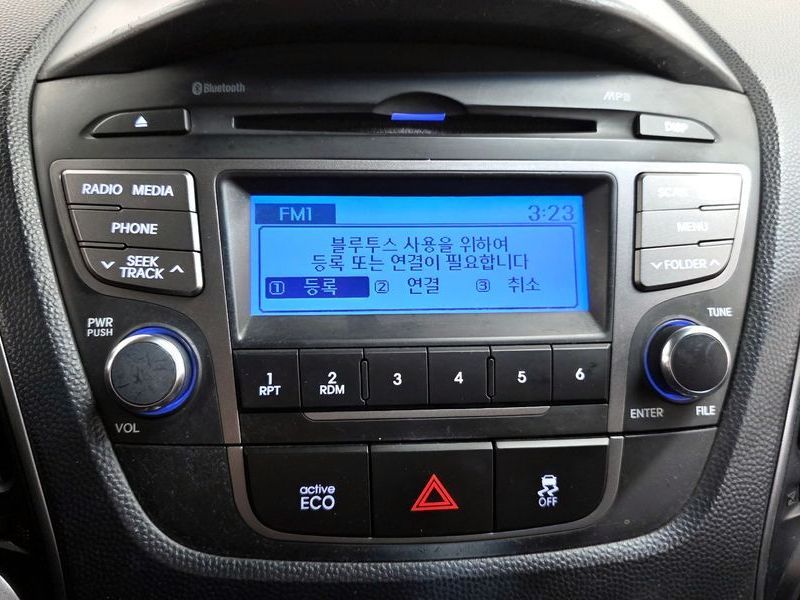 Bluetooth
MP3
DISP
RADIO MEDIA
PHONE
SEEK
TRACK
MENU
FOLDER
FM1 3:23
블루투스 사용을 위하여
등록 또는 연결이 필요합니다
① 등록 ② 연결 ③ 취소
PWR
PUSH
VOL
TUNE
ENTER FILE
1 RPT
2 RDM
3
4
5
6
active
ECO
OFF